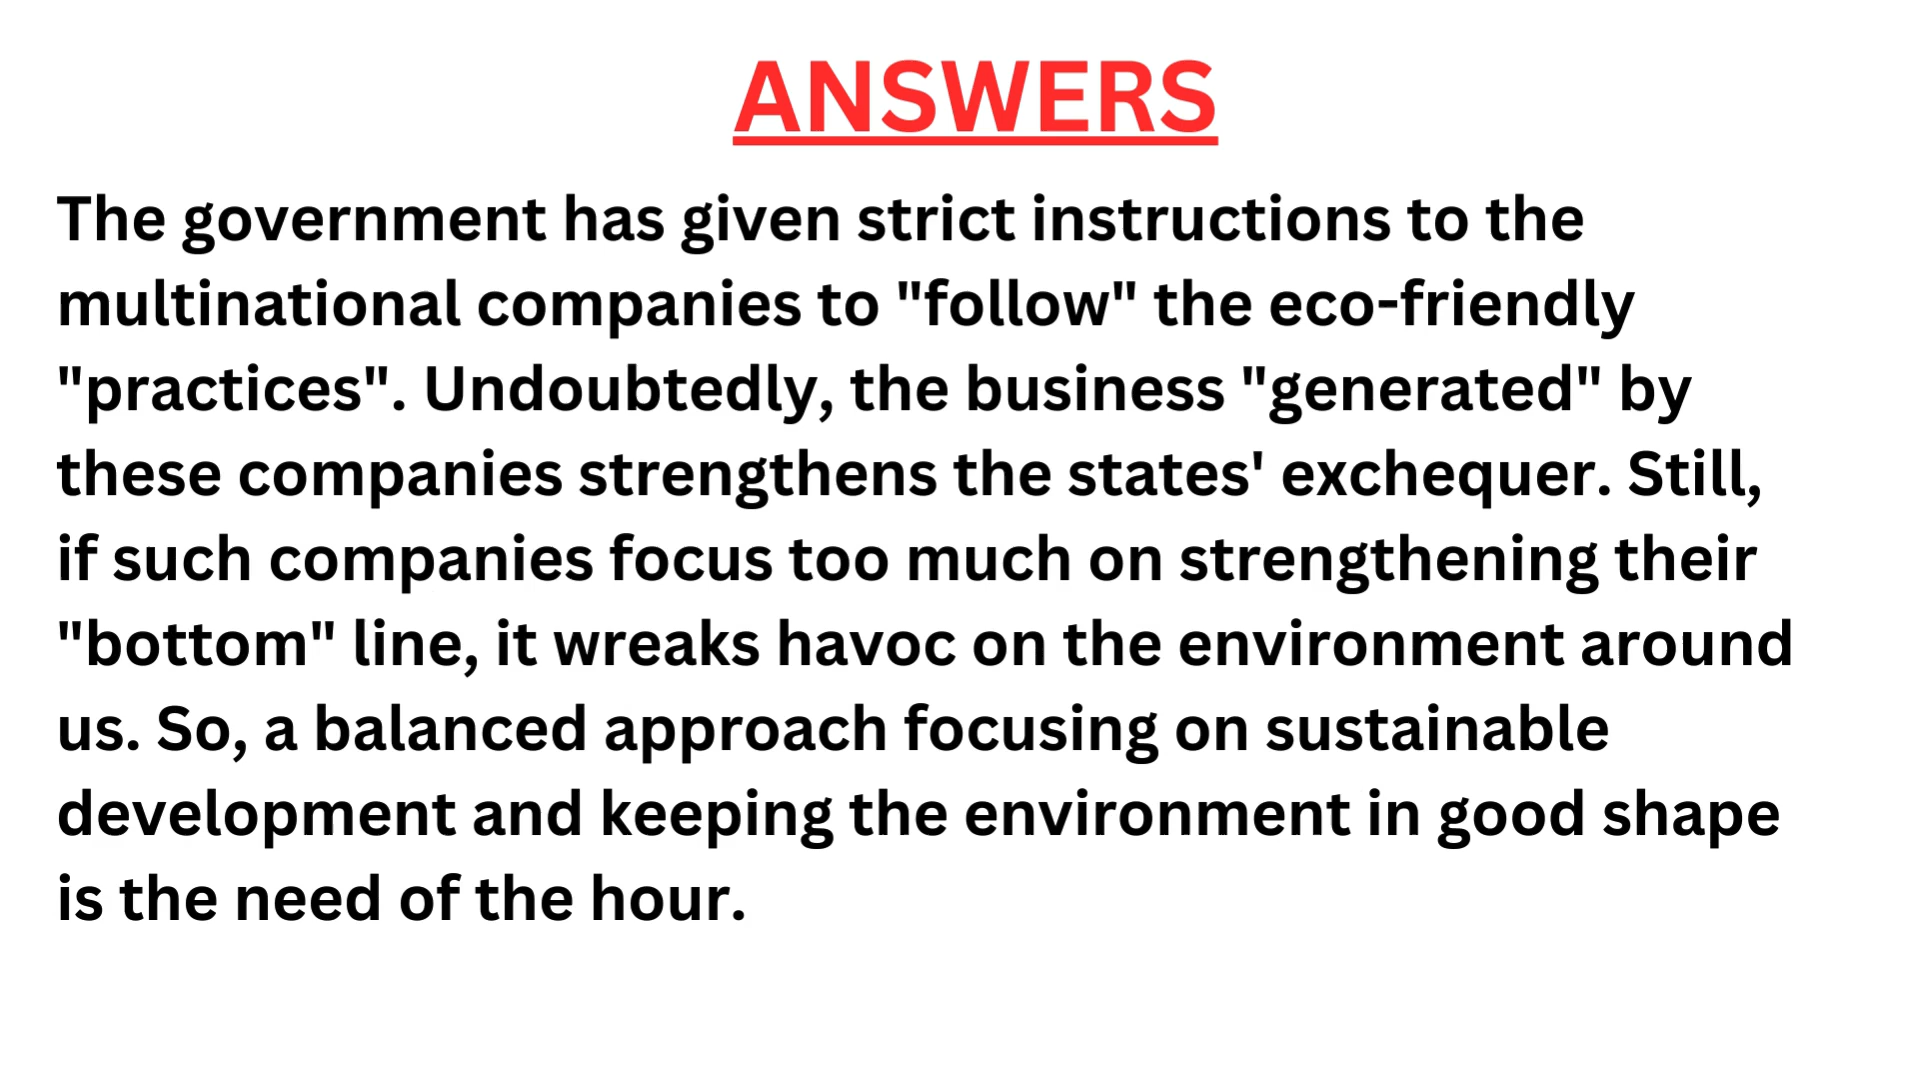 ANSWERS
The government has given strict instructions to the
multinational companies to "follow" the eco-friendly
"practices". Undoubtedly, the business "generated" by
these companies strengthens the states' exchequer. Still,
if such companies focus too much on strengthening their
"bottom" line, it wreaks havoc on the environment around
us. So, a balanced approach focusing on sustainable
development and keeping the environment in good shape
is the need of the hour.